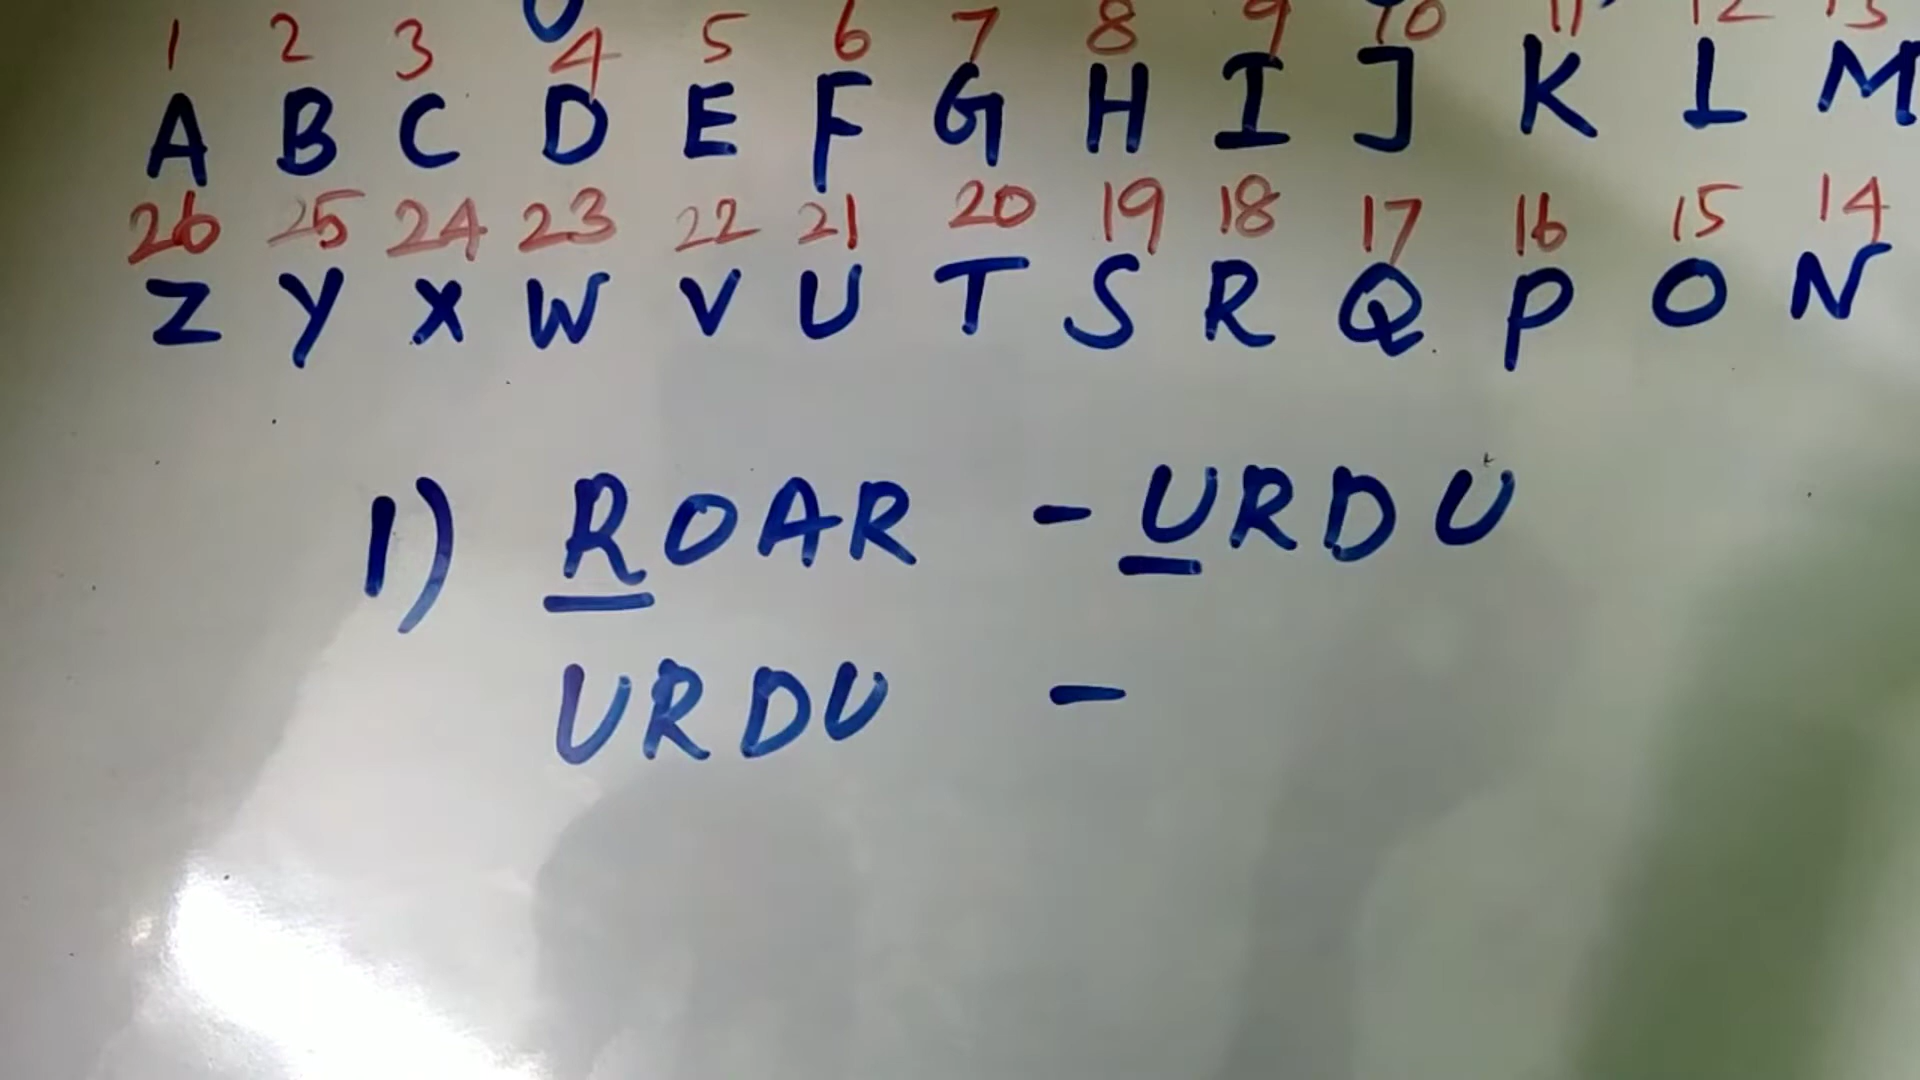 1 2 3 4 5 6 7 8 9 10 11 12 13
A B C D E F G H I J K L M
26 25 24 23 22 21 20 19 18 17 16 15 14
Z Y X W V U T S R Q P O N
1) ROAR - URDU
URDU -